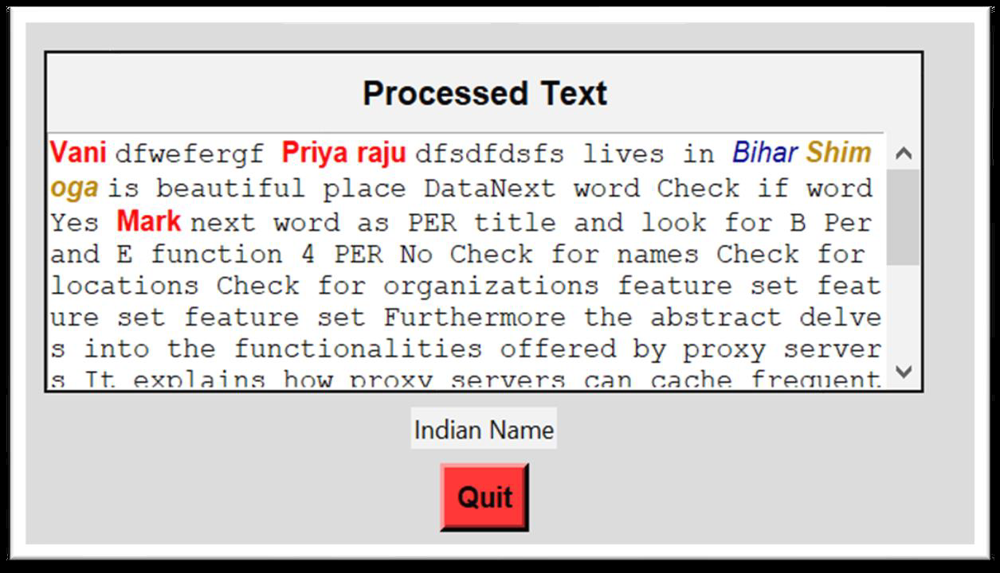 Processed Text
Vani dfwefergf Priya raju dfsdfdsfs lives in Bihar Shim
oga is beautiful place DataNext word Check if word
Yes Mark next word as PER title and look for B Per
and E function 4 PER No Check for names Check for
locations Check for organizations feature set feat
ure set feature set Furthermore the abstract delve
s into the functionalities offered by proxy server
s It explains how proxy servers can cache frequent
Indian Name
Quit